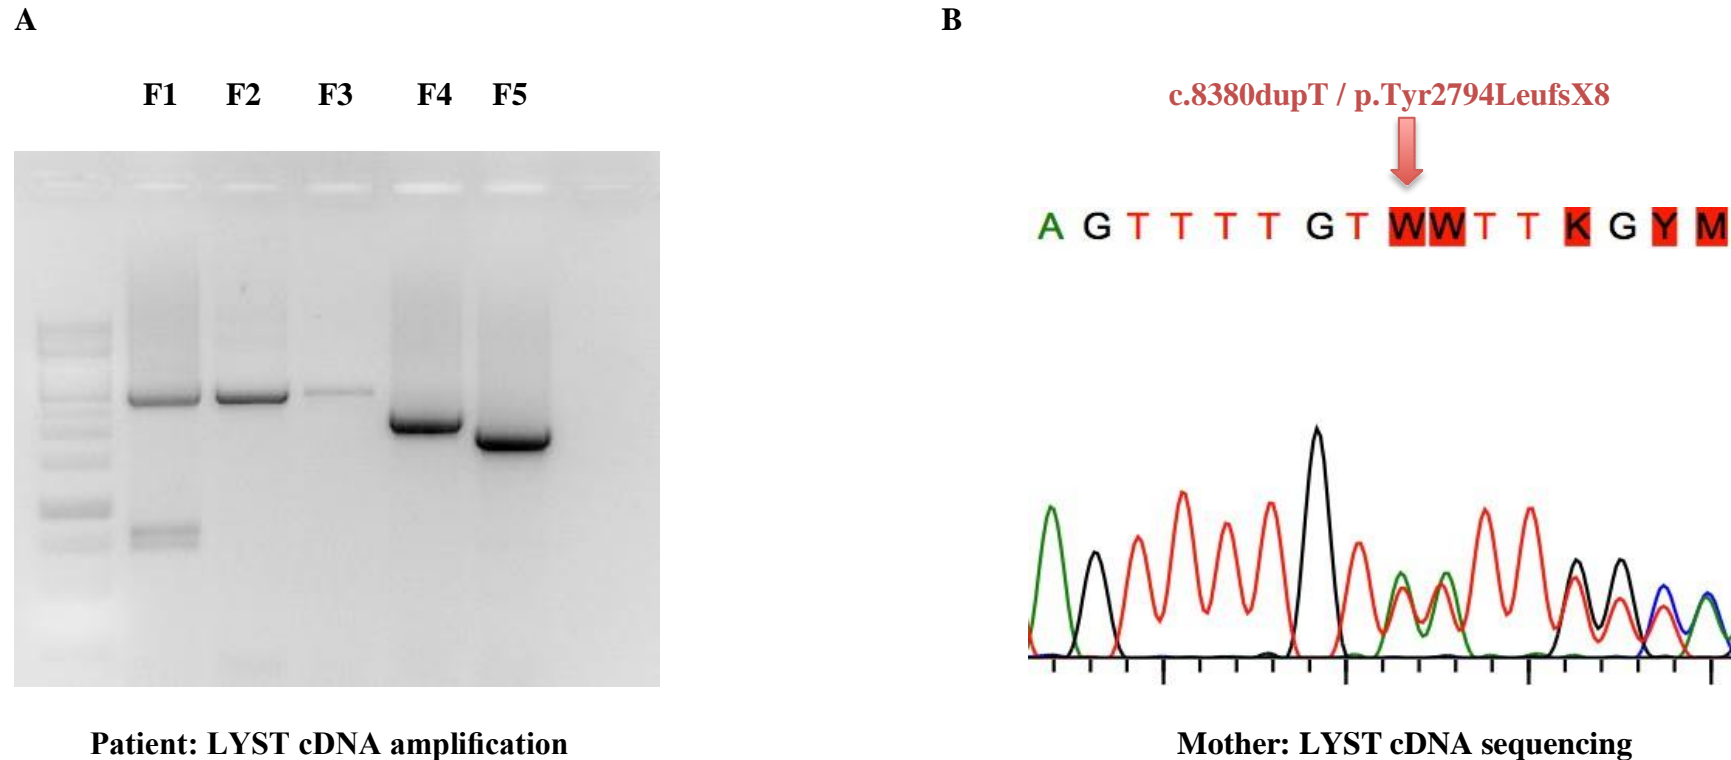 A
B
F1 F2 F3 F4 F5
c.8380dupT / p.Tyr2794LeufsX8
A G T T T T G T W W T T K G Y M
Patient: LYST cDNA amplification
Mother: LYST cDNA sequencing